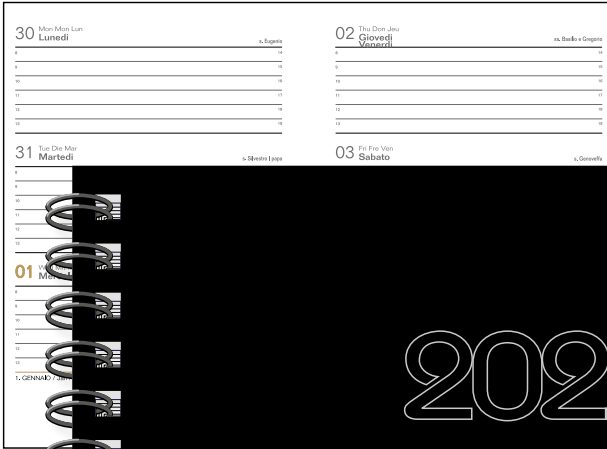 30 Mon Mon Lun
Lunedì
s. Eugenio
8 14
9 15
10 16
11 17
12 18
13 19
31 Tue Die Mar
Martedì
s. Silvestro I papa
8
9
10
11
12
13
01
8
9
10
11
12
13
1. GENNAIO /
02 Thu Don Jeu
Giovedì
Venerdì
ss. Basilio e Gregorio
8 14
9 15
10 16
11 17
12 18
13 19
03 Fri Fre Ven
Sabato
s. Genoveffa
202